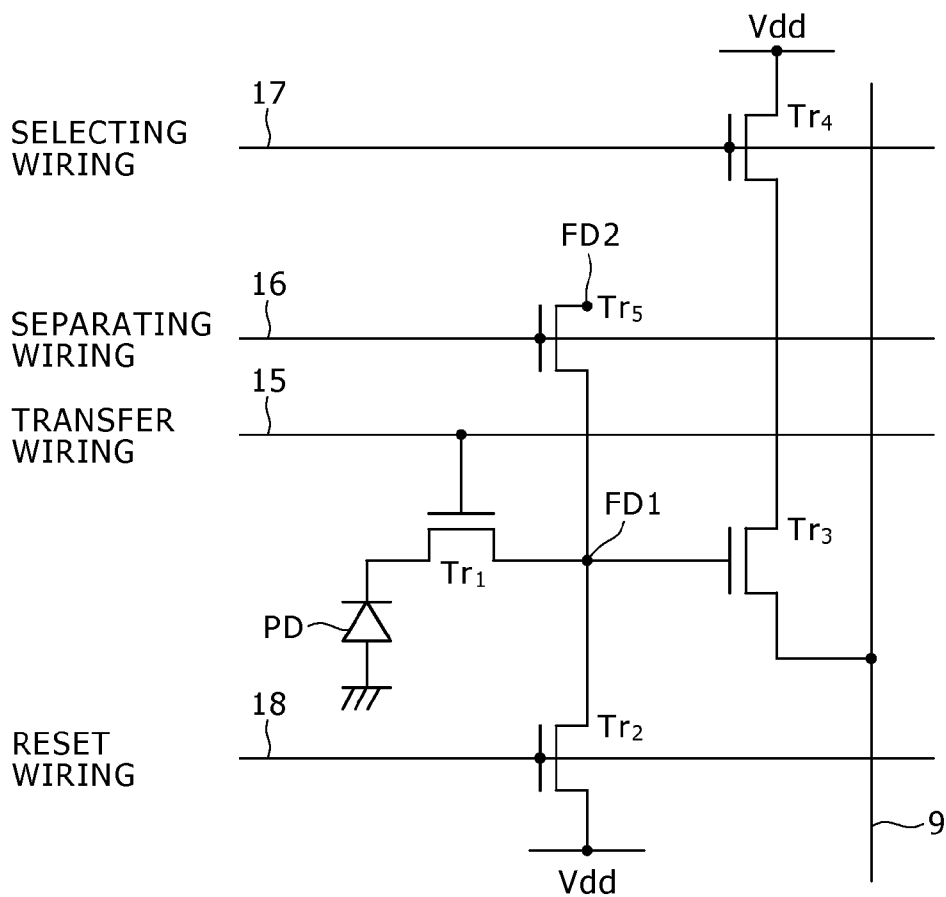 Vdd
17
Tr4
SELECTING
WIRING
FD2
16
Tr5
SEPARATING
WIRING
15
TRANSFER
WIRING
FD1
Tr3
Tr1
PD
18
Tr2
RESET
WIRING
9
Vdd